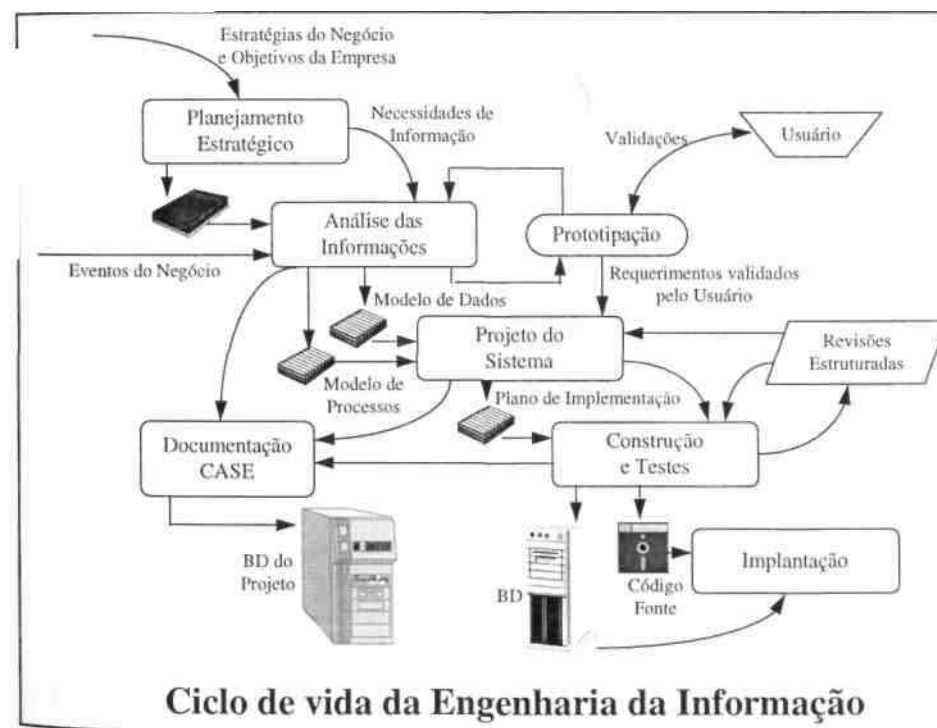 Estratégias do Negócio
e Objetivos da Empresa
Planejamento
Estratégico
Necessidades de
Informação
Validações
Usuário
Análise das
Informações
Prototipação
Eventos do Negócio
Modelo de Dados
Requerimentos validados
pelo Usuário
Projeto do
Sistema
Revisões
Estruturadas
Modelo de
Processos
Plano de Implementação
Documentação
CASE
Construção
e Testes
BD do
Projeto
BD
Código
Fonte
Implantação
Ciclo de vida da Engenharia da Informação